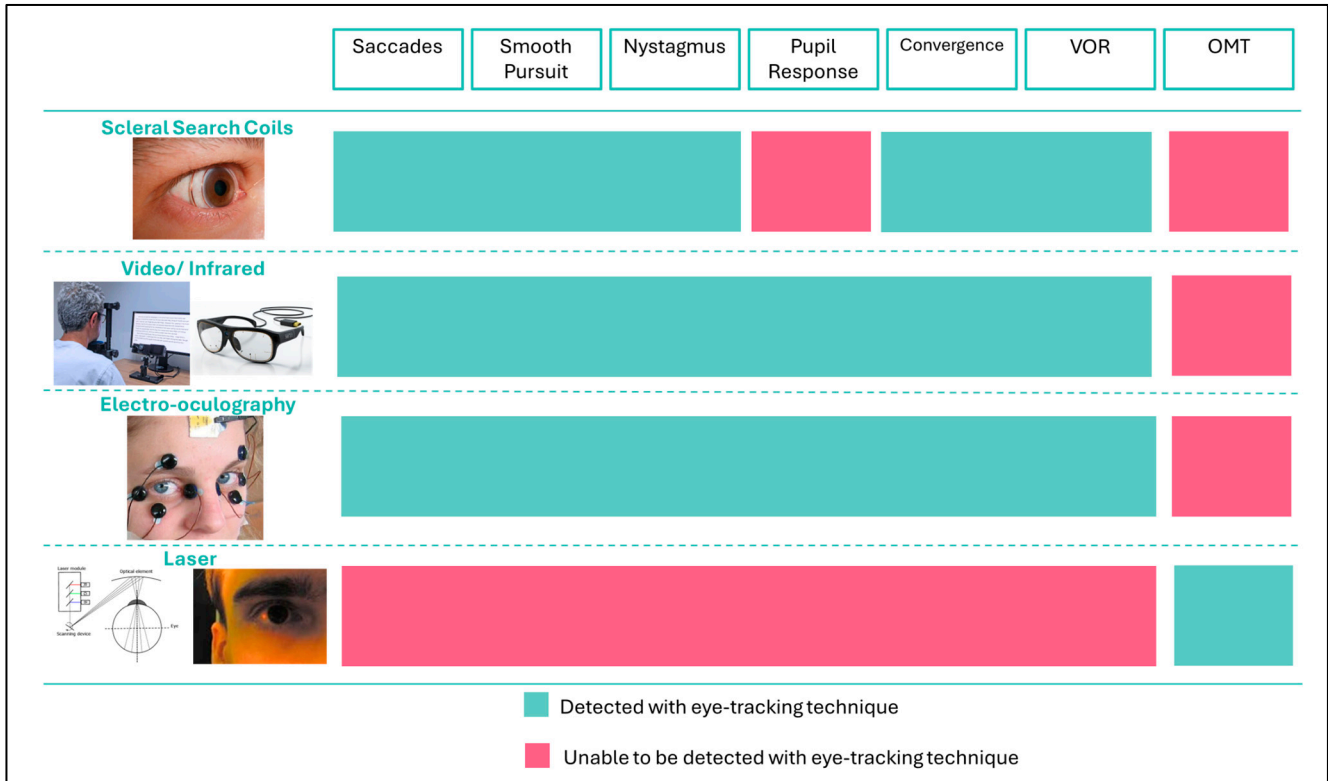 Saccades
Smooth
Pursuit
Nystagmus
Pupil
Response
Convergence
VOR
OMT
Scleral Search Coils
Video/ Infrared
Electro-oculography
Laser
Laser module
Optical element
Eye
Scanning device
Detected with eye-tracking technique
Unable to be detected with eye-tracking technique